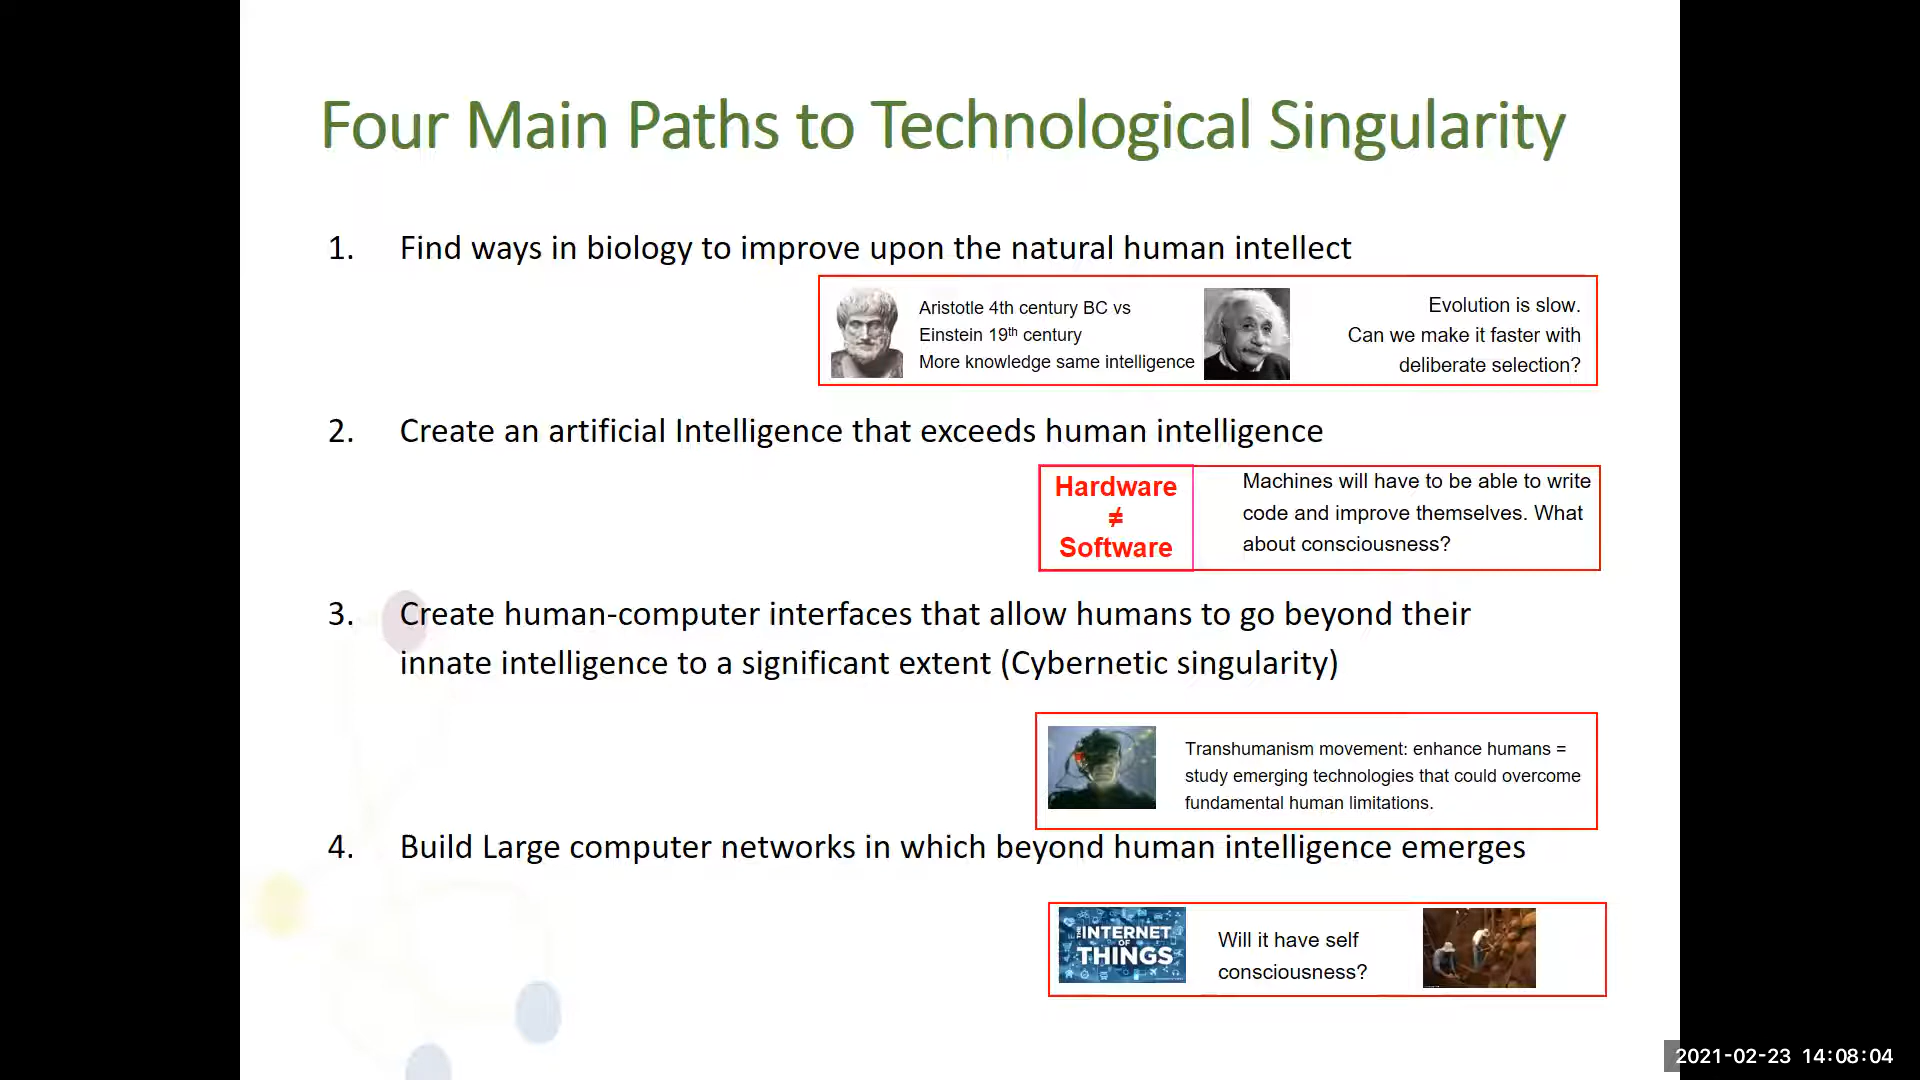 Four Main Paths to Technological Singularity
1. Find ways in biology to improve upon the natural human intellect
Aristotle 4th century BC vs
Einstein 19th century
More knowledge same intelligence
Evolution is slow.
Can we make it faster with
deliberate selection?
2. Create an artificial Intelligence that exceeds human intelligence
Hardware
≠
Software
Machines will have to be able to write
code and improve themselves. What
about consciousness?
3. Create human-computer interfaces that allow humans to go beyond their
innate intelligence to a significant extent (Cybernetic singularity)
Transhumanism movement: enhance humans =
study emerging technologies that could overcome
fundamental human limitations.
4. Build Large computer networks in which beyond human intelligence emerges
THE INTERNET
OF
THINGS
Will it have self
consciousness?
2021-02-23 14:08:04